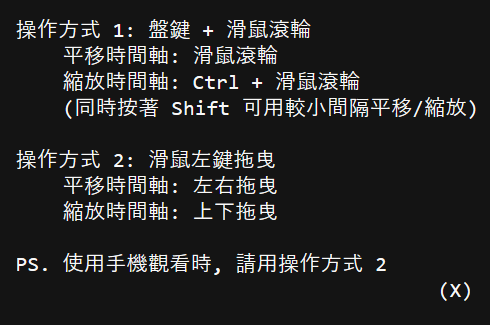 操作方式 1: 盤鍵 + 滑鼠滾輪
平移時間軸: 滑鼠滾輪
縮放時間軸: Ctrl + 滑鼠滾輪
(同時按著 Shift 可用較小間隔平移/縮放)
操作方式 2: 滑鼠左鍵拖曳
平移時間軸: 左右拖曳
縮放時間軸: 上下拖曳
PS. 使用手機觀看時, 請用操作方式 2
(X)